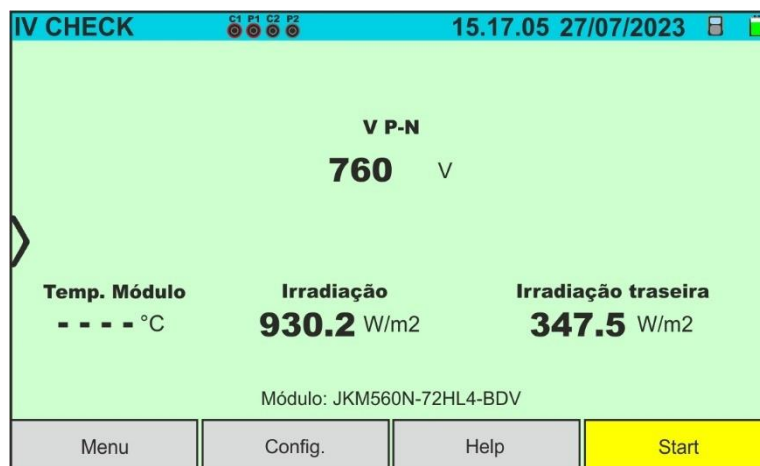 IV CHECK C1 P1 C2 P2 15.17.05 27/07/2023
V P-N
760 V
Temp. Módulo Irradiação Irradiação traseira
- - - - °C 930.2 W/m2 347.5 W/m2
Módulo: JKM560N-72HL4-BDV
Menu Config. Help Start